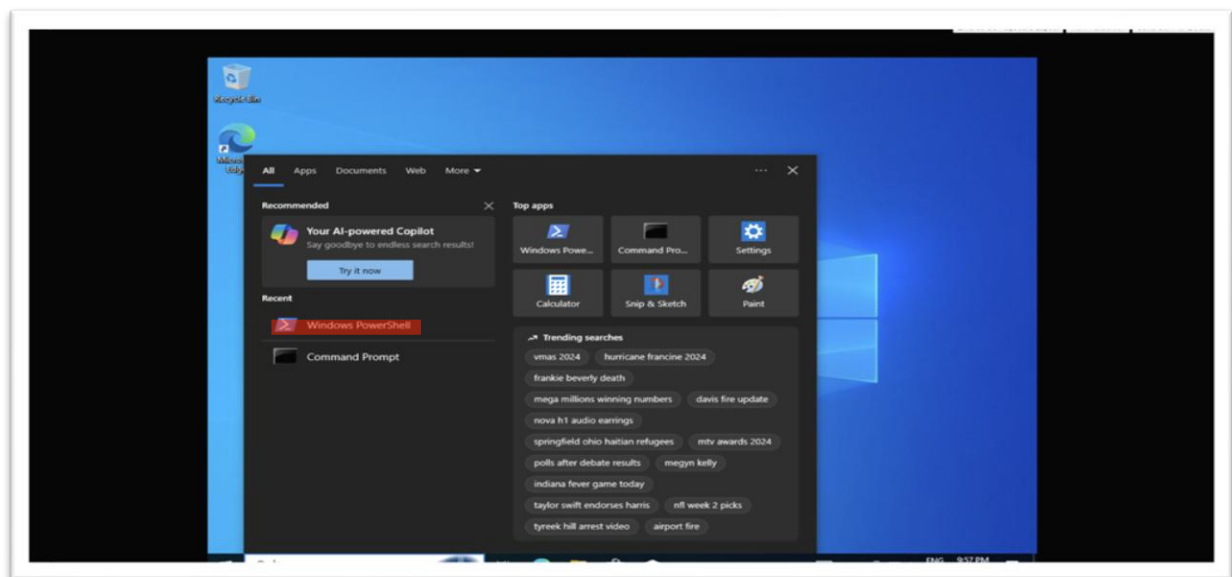 Recycle Bin
Edge
All Apps Documents Web More
Recommended
Your AI-powered Copilot
Say goodbye to endless search results!
Try it now
Recent
Windows PowerShell
Command Prompt
Top apps
Windows Powe...
Command Pro...
Settings
Calculator
Snip & Sketch
Paint
Trending searches
vmas 2024 hurricane francine 2024
frankie beverly death
mega millions winning numbers davis fire update
nova h1 audio earrings
springfield ohio haitian refugees mtv awards 2024
polls after debate results megyn kelly
indiana fever game today
taylor swift endorses harris nfl week 2 picks
tyreek hill arrest video airport fire
ENG 9:57 PM